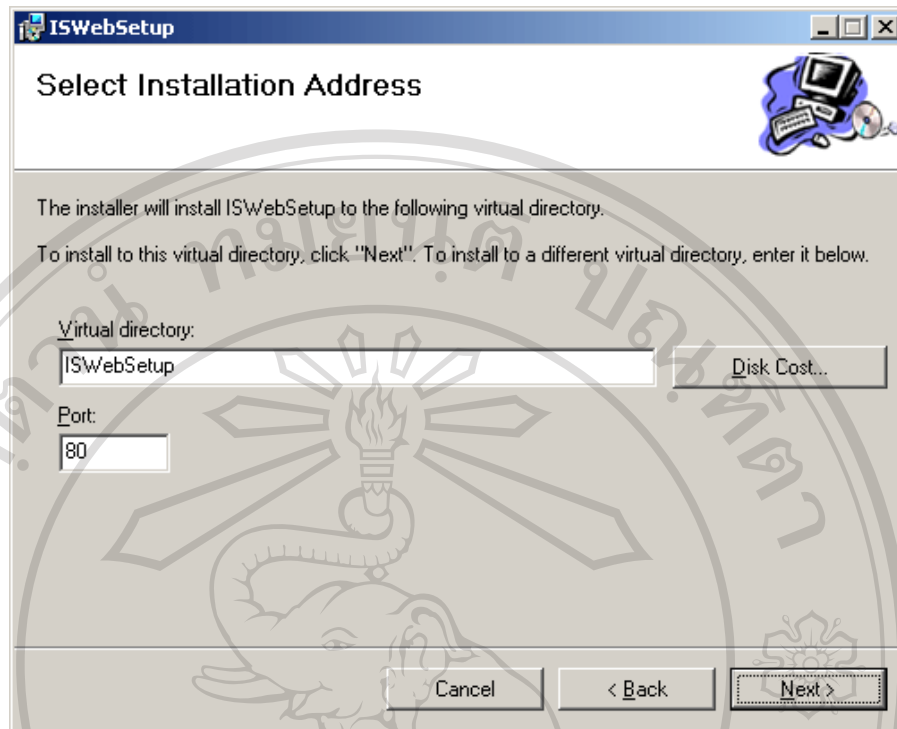 ISWebSetup
Select Installation Address
The installer will install ISWebSetup to the following virtual directory.
To install to this virtual directory, click "Next". To install to a different virtual directory, enter it below.
Virtual directory:
ISWebSetup
Disk Cost...
Port:
80
Cancel
< Back
Next >